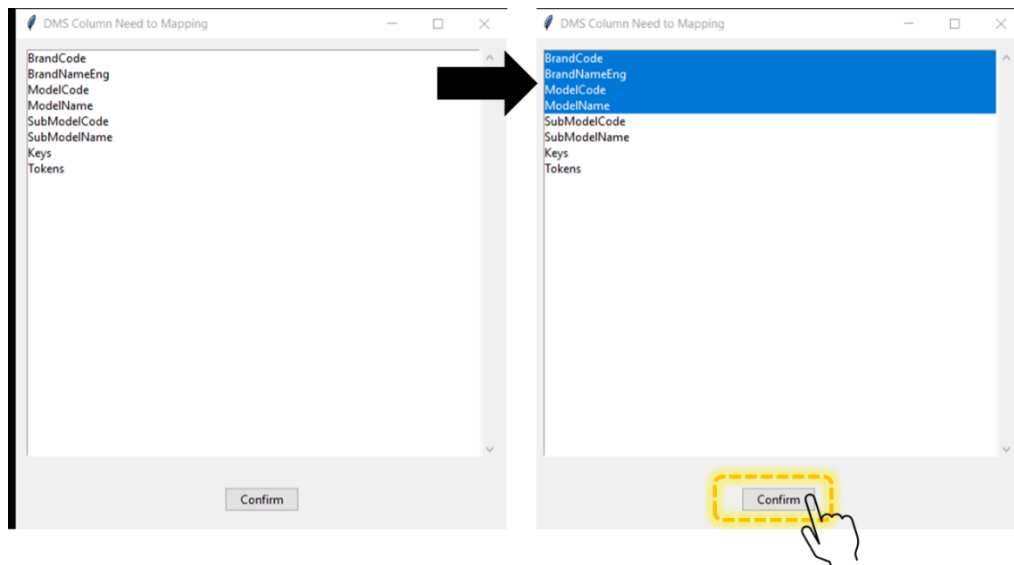 DMS Column Need to Mapping
BrandCode
BrandNameEng
ModelCode
ModelName
SubModelCode
SubModelName
Keys
Tokens
Confirm
DMS Column Need to Mapping
BrandCode
BrandNameEng
ModelCode
ModelName
SubModelCode
SubModelName
Keys
Tokens
Confirm